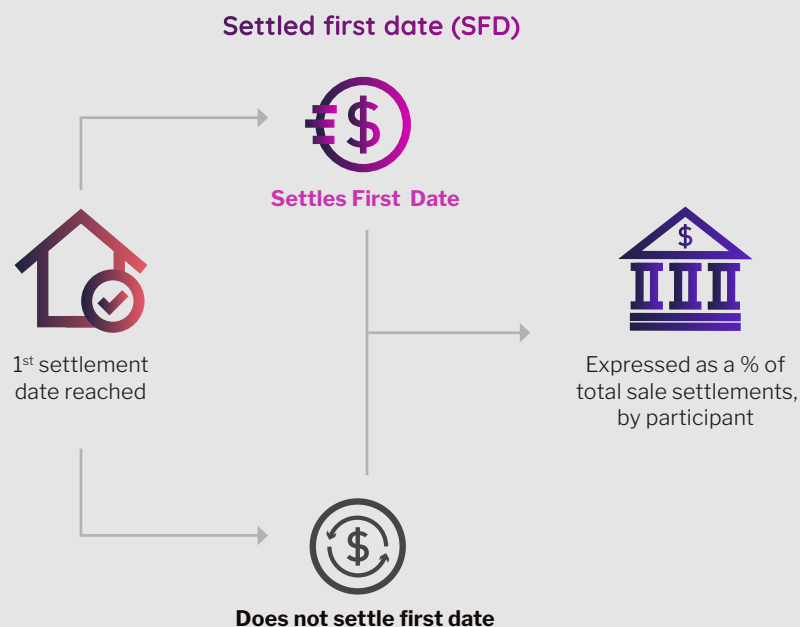 Settled first date (SFD)
$
Settles First Date
$
1st settlement
date reached
Expressed as a % of
total sale settlements,
by participant
$
Does not settle first date